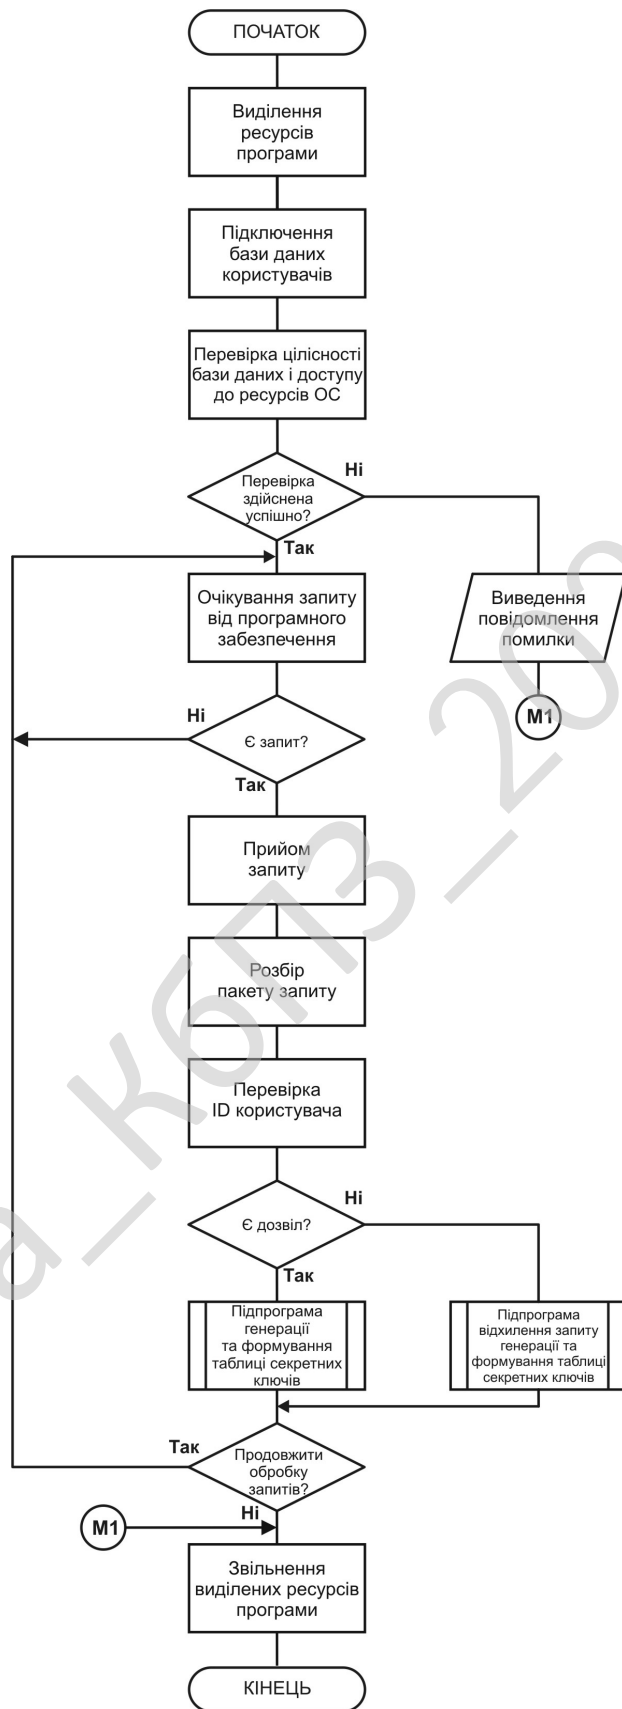 ПОЧАТОК
Виділення
ресурсів
програми
Підключення
бази даних
користувачів
Перевірка цілісності
бази даних і доступу
до ресурсів ОС
Перевірка
здійснена
успішно?
Ні
Так
Очікування запиту
від програмного
забезпечення
Виведення
повідомлення
помилки
М1
Є запит?
Ні
Так
Прийом
запиту
Розбір
пакету запиту
Перевірка
ID користувача
Є дозвіл?
Ні
Так
Підпрограма
генерації
та формування
таблиці секретних
ключів
Підпрограма
відхилення запиту
генерації та
формування таблиці
секретних ключів
Продовжити
обробку
запитів?
Так
Ні
М1
Звільнення
виділених ресурсів
програми
КІНЕЦЬ
а_КбПЗ_202